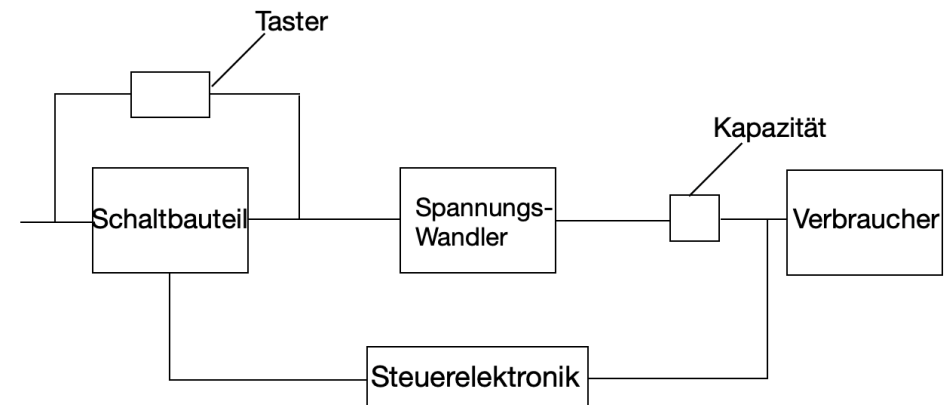 Taster
Kapazität
Schaltbauteil
Spannungs-
Wandler
Verbraucher
Steuerelektronik